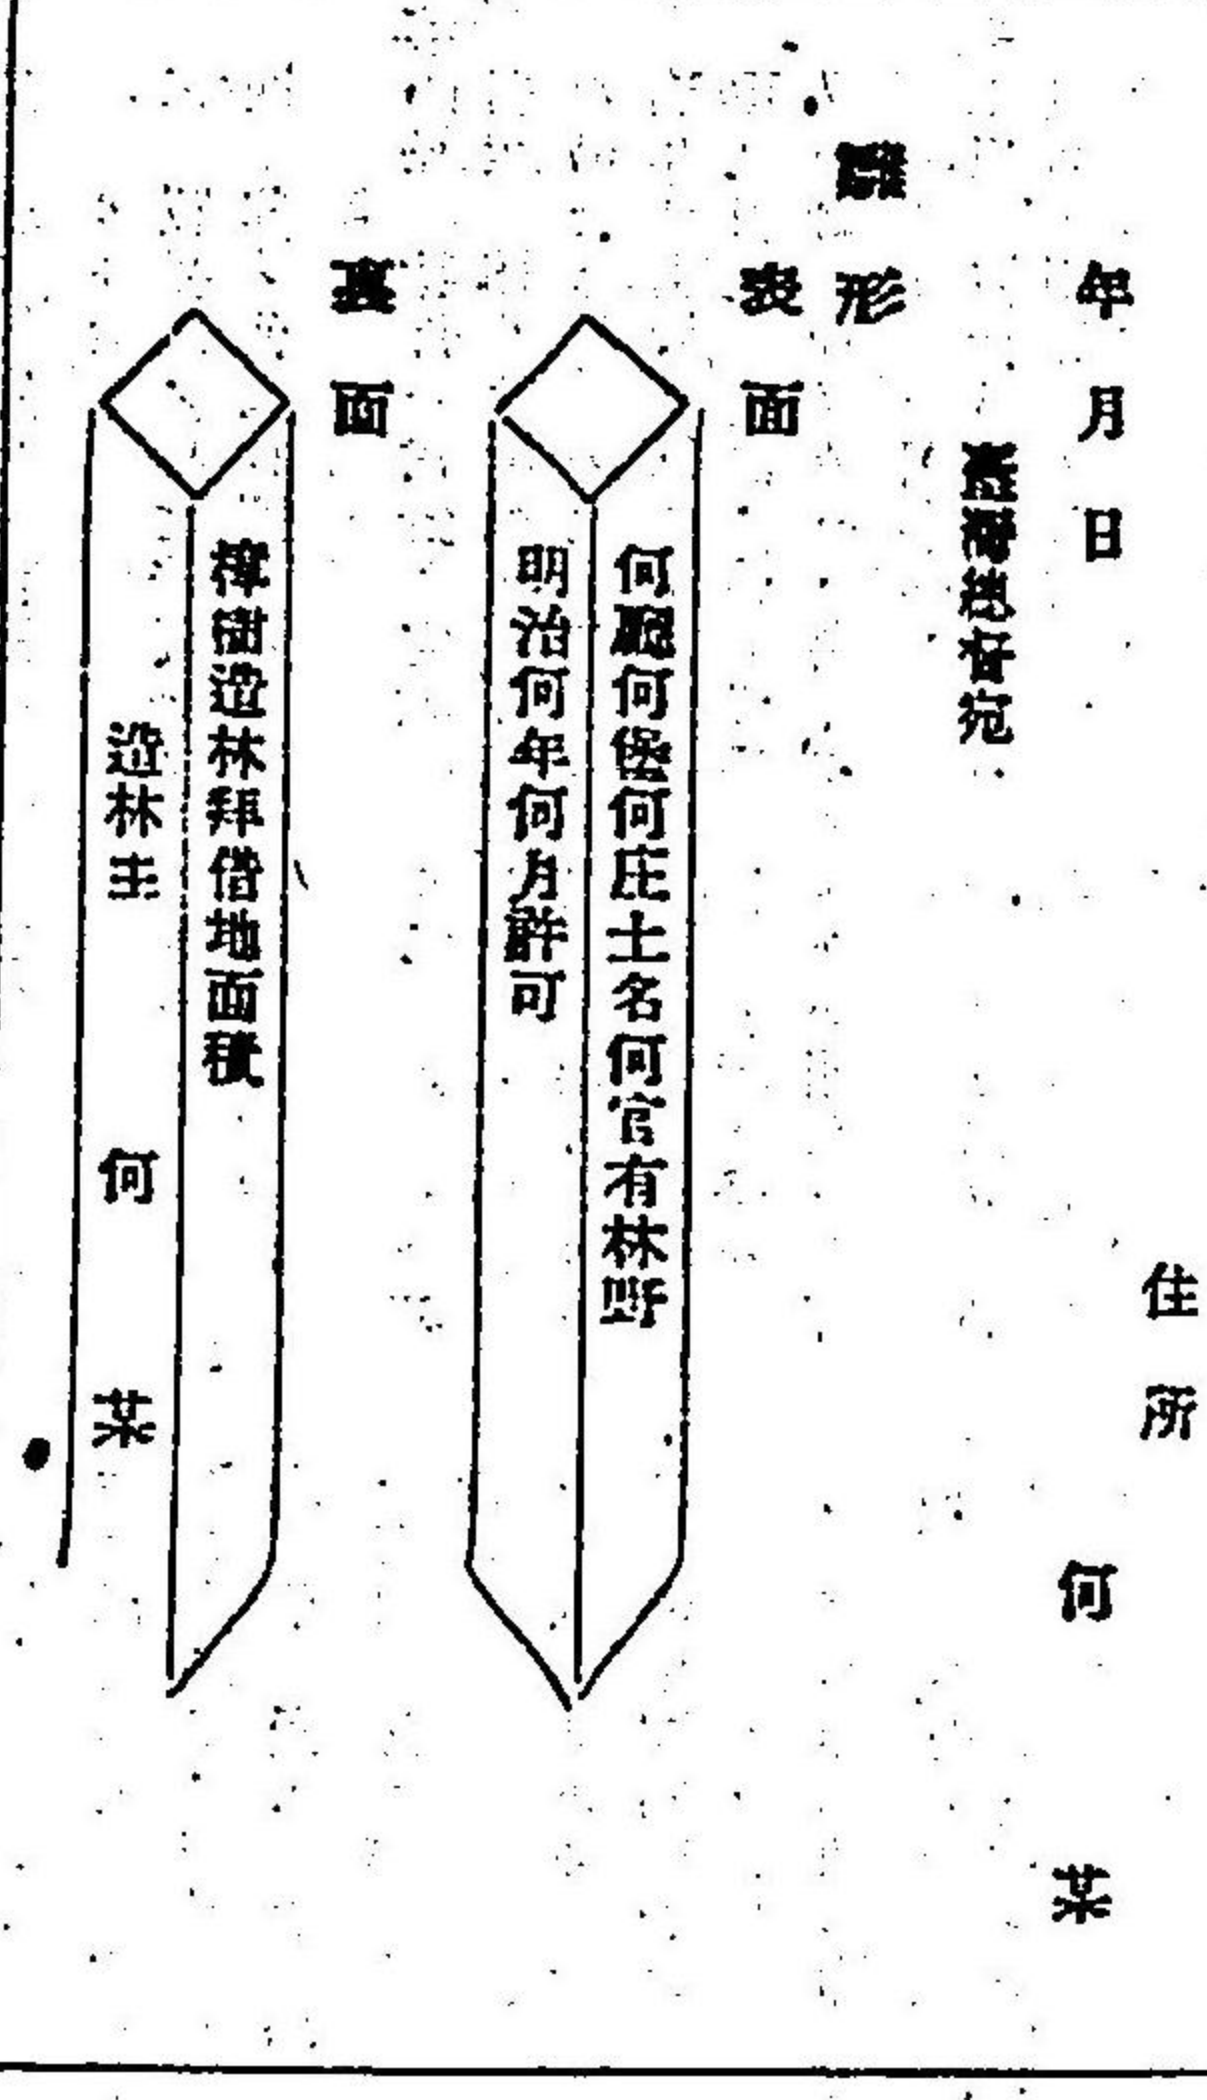 住所
年月日
何某
臺灣總督宛
雛形
表面
何廳何堡何庄土名何官有林野
明治何年何月許可
裏面
樟樹造林拜借地面積
造林主 何某